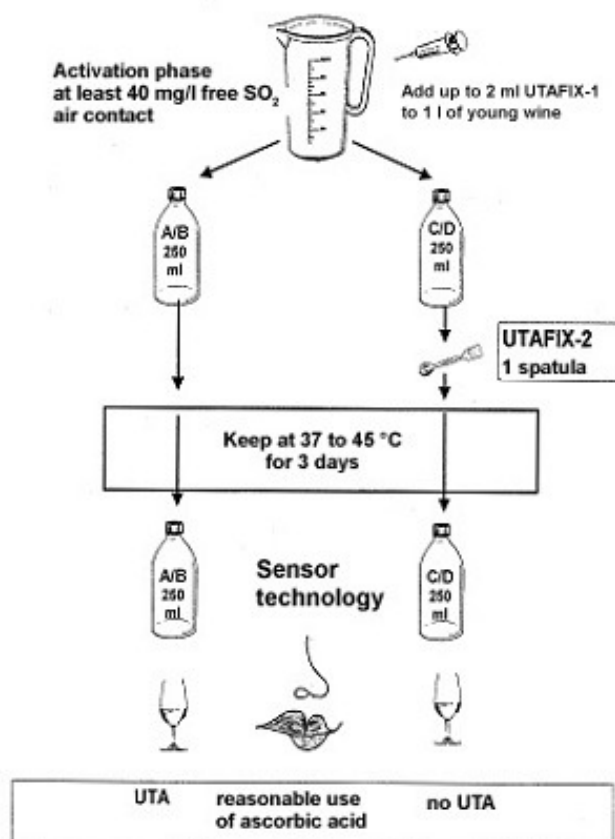 Activation phase
at least 40 mg/l free SO₂
air contact
Add up to 2 ml UTAFIX-1
to 1 l of young wine
A/B
250
ml
C/D
250
ml
UTAFIX-2
1 spatula
Keep at 37 to 45 °C
for 3 days
A/B
250
ml
Sensor
technology
C/D
250
ml
UTA
reasonable use
of ascorbic acid
no UTA